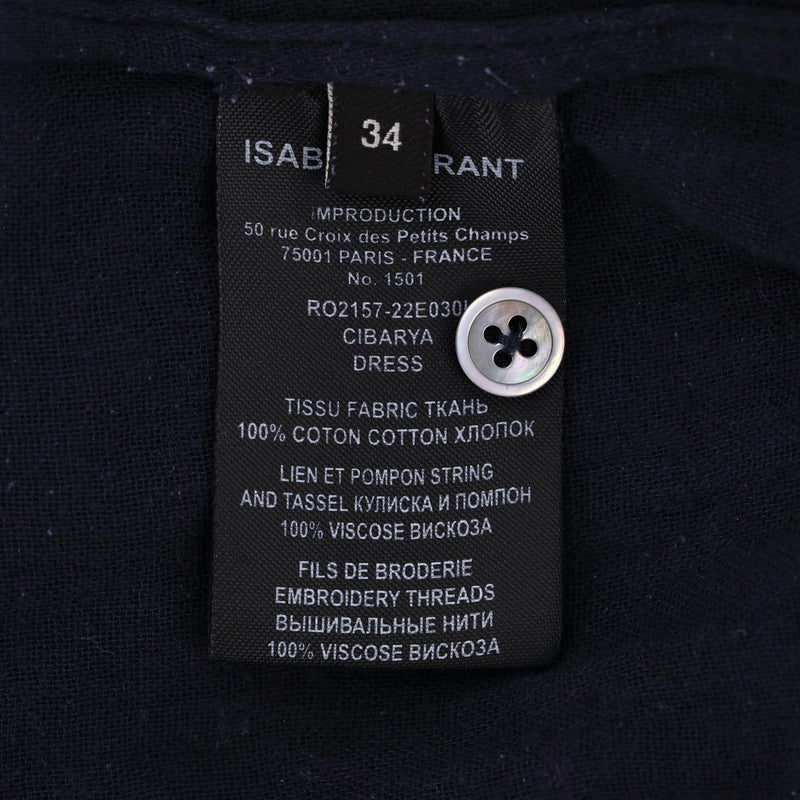 34
ISAB RANT
IMPRODUCTION
50 rue Croix des Petits Champs
75001 PARIS - FRANCE
No. 1501
RO2157-22E030
CIBARYA
DRESS
TISSU FABRIC ТКАНЬ
100% COTON COTTON ХЛОПОК
LIEN ET POMPON STRING
AND TASSEL КУЛИСКА И ПОМПОН
100% VISCOSE ВИСКОЗА
FILS DE BRODERIE
EMBROIDERY THREADS
ВЫШИВАЛЬНЫЕ НИТИ
100% VISCOSE ВИСКОЗА